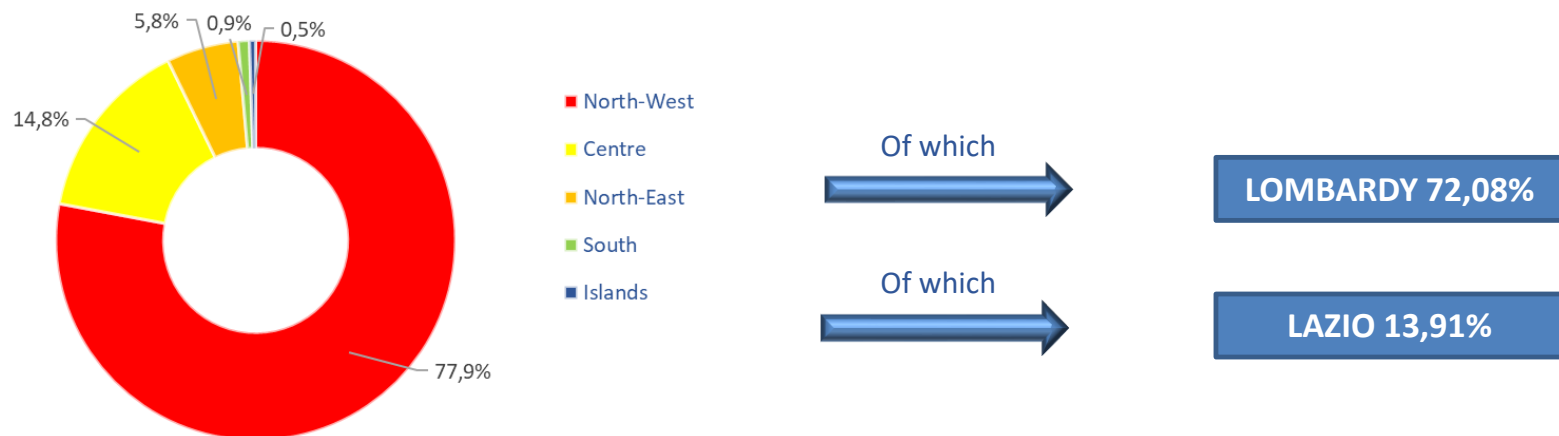 5,8%
0,9%
0,5%
14,8%
77,9%
North-West
Centre
North-East
South
Islands
Of which
LOMBARDY 72,08%
Of which
LAZIO 13,91%